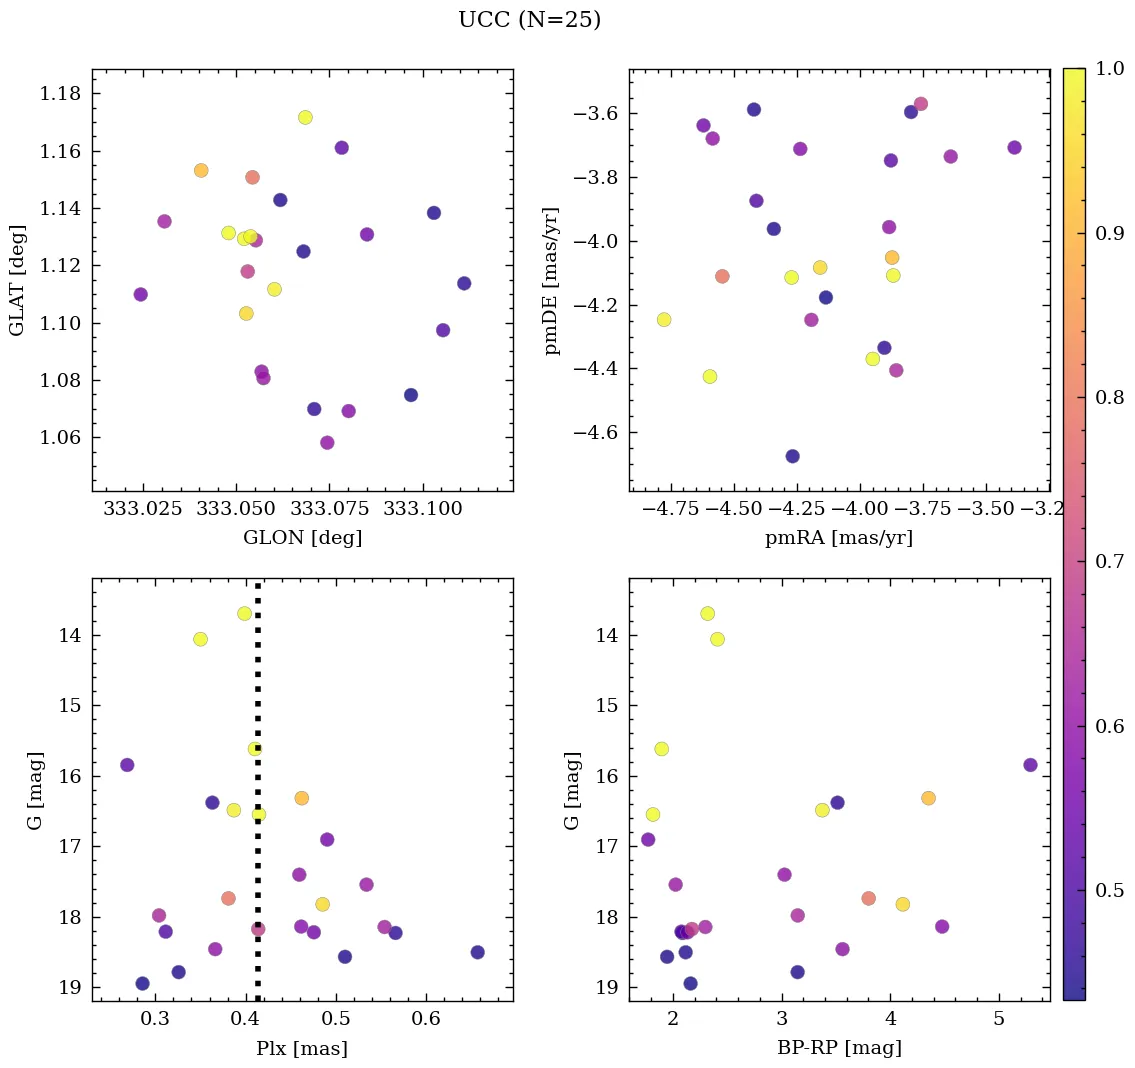 UCC (N=25)
1.18
1.16
1.14
1.12
1.10
1.08
1.06
GLAT [deg]
333.025 333.050 333.075 333.100
GLON [deg]
−3.6
−3.8
−4.0
−4.2
−4.4
−4.6
pmDE [mas/yr]
−4.75 −4.50 −4.25 −4.00 −3.75 −3.50 −3.2
pmRA [mas/yr]
1.0
0.9
0.8
0.7
0.6
0.5
14
15
16
17
18
19
G [mag]
0.3 0.4 0.5 0.6
Plx [mas]
14
15
16
17
18
19
G [mag]
2 3 4 5
BP-RP [mag]